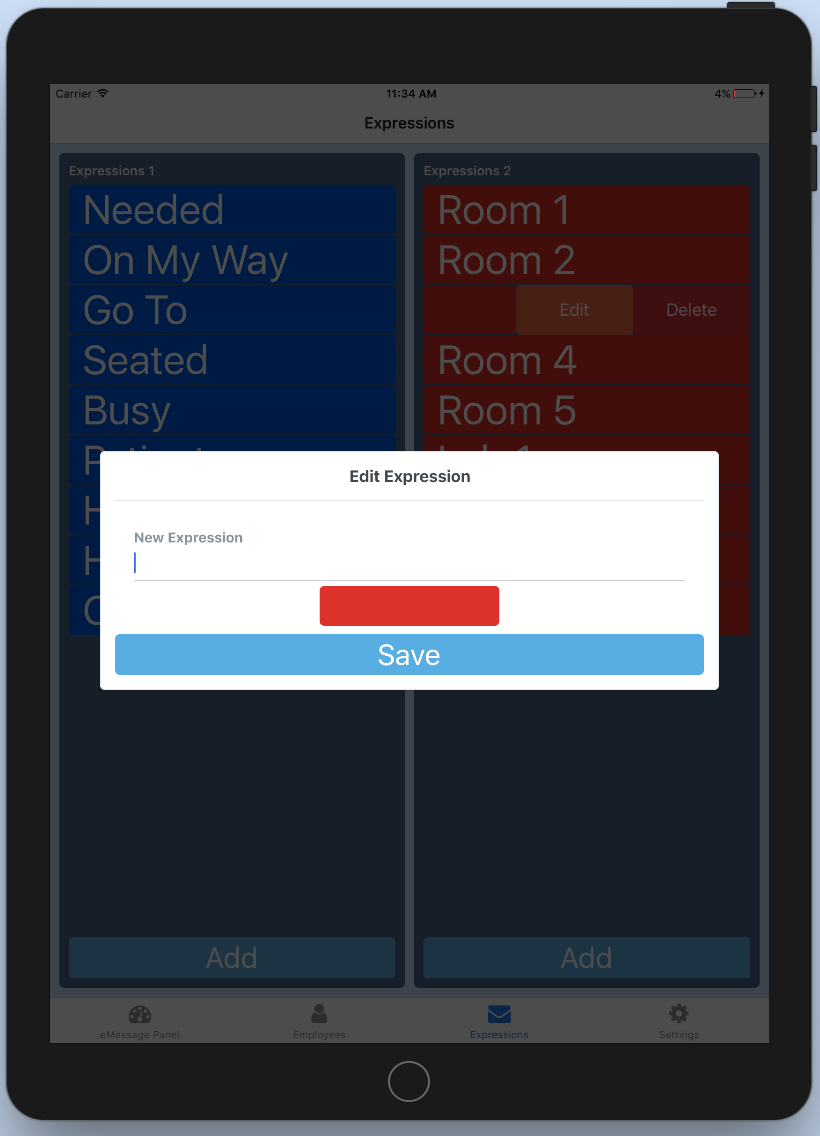 Carrier
11:34 AM
4%
Expressions
Expressions 1
Needed
On My Way
Go To
Seated
Busy
Expressions 2
Room 1
Room 2
Edit
Delete
Room 4
Room 5
Edit Expression
New Expression
Save
Add
Add
eMessage Panel
Employees
Expressions
Settings